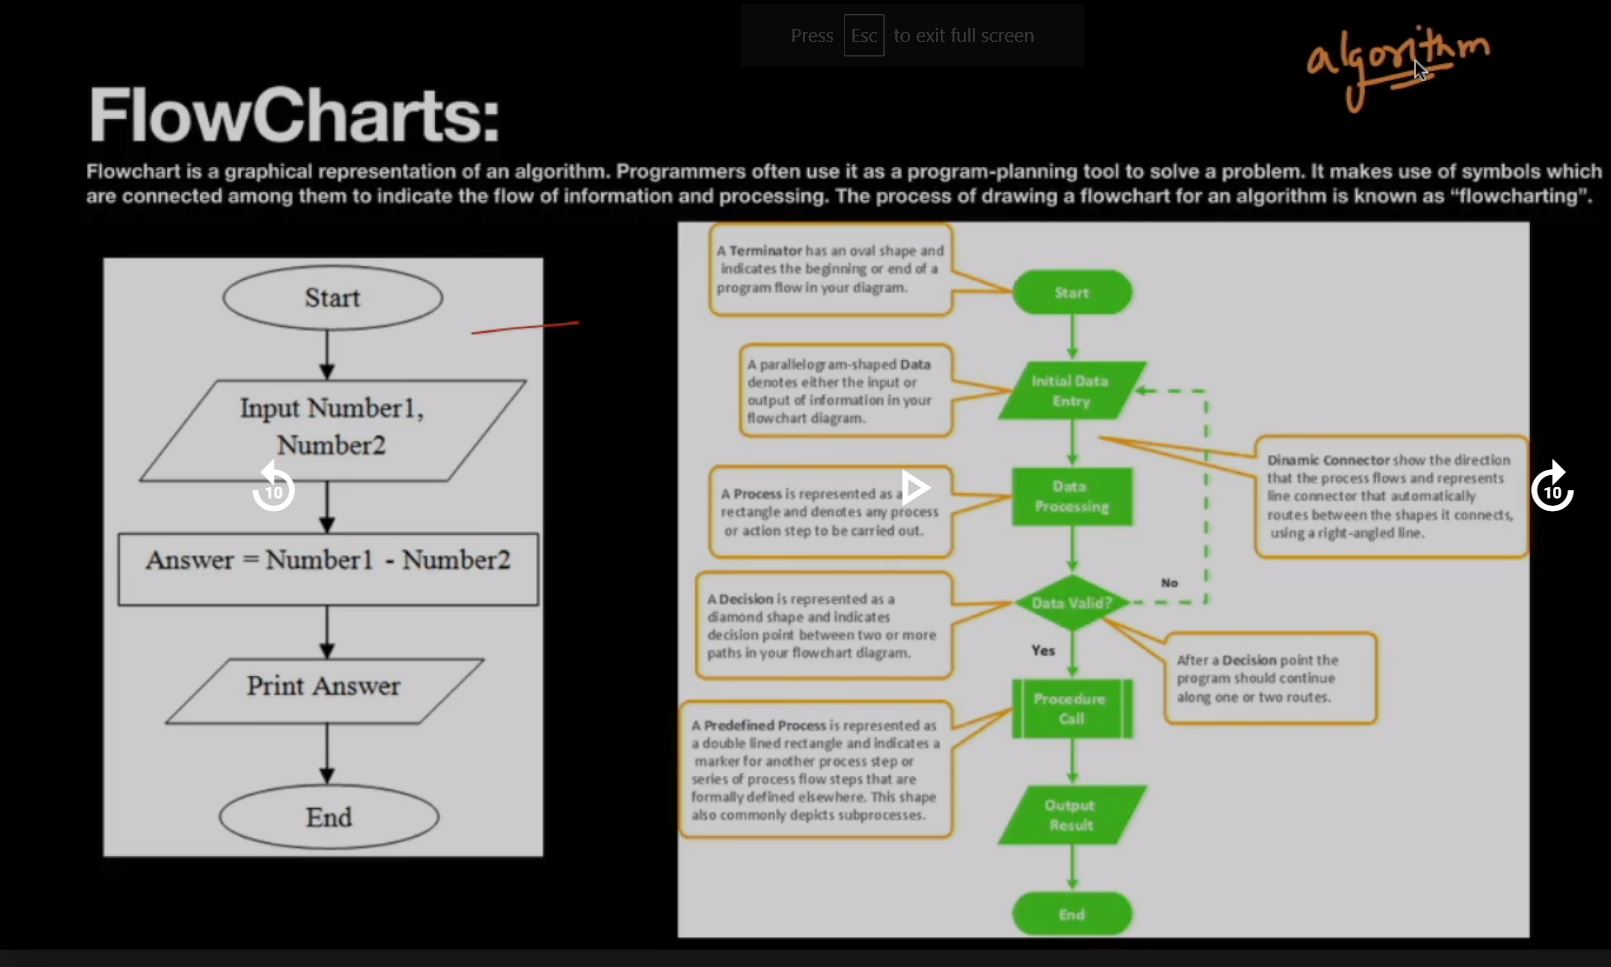 Press Esc to exit full screen
algorithm
FlowCharts:
Flowchart is a graphical representation of an algorithm. Programmers often use it as a program-planning tool to solve a problem. It makes use of symbols which
are connected among them to indicate the flow of information and processing. The process of drawing a flowchart for an algorithm is known as “flowcharting”.
Start
Input Number1,
Number2
10
Answer = Number1 - Number2
Print Answer
End
A Terminator has an oval shape and
indicates the beginning or end of a
program flow in your diagram.
Start
A parallelogram-shaped Data
denotes either the input or
output of information in your
flowchart diagram.
Initial Data
Entry
Dinamic Connector show the direction
that the process flows and represents
line connector that automatically
routes between the shapes it connects,
using a right-angled line.
10
A Process is represented as a
rectangle and denotes any process
or action step to be carried out.
Data
Processing
A Decision is represented as a
diamond shape and indicates
decision point between two or more
paths in your flowchart diagram.
Data Valid?
No
Yes
After a Decision point the
program should continue
along one or two routes.
A Predefined Process is represented as
a double lined rectangle and indicates a
marker for another process step or
series of process flow steps that are
formally defined elsewhere. This shape
also commonly depicts subprocesses.
Procedure
Call
Output
Result
End